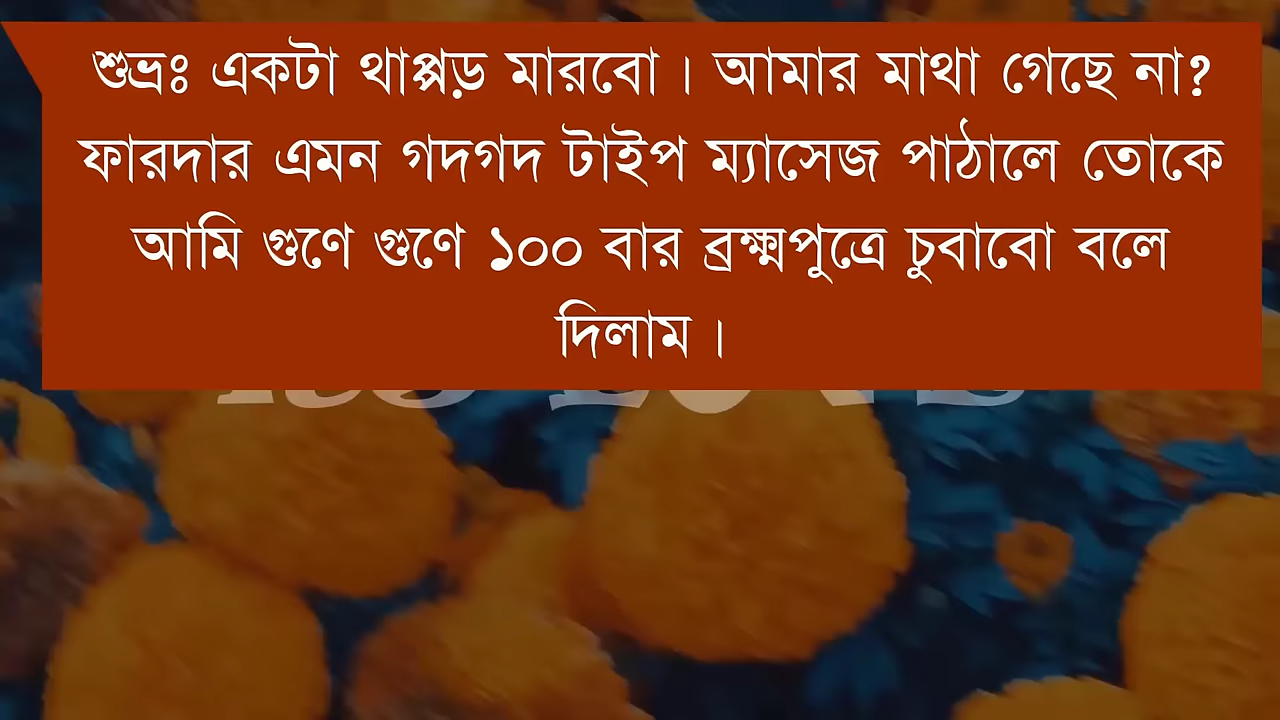 শুভ্রঃ একটা থাপ্পড় মারবো। আমার মাথা গেছে না?
ফারদার এমন গদগদ টাইপ ম্যাসেজ পাঠালে তোকে
আমি গুণে গুণে ১০০ বার ব্রক্ষ্মপুত্রে চুবাবো বলে
দিলাম।